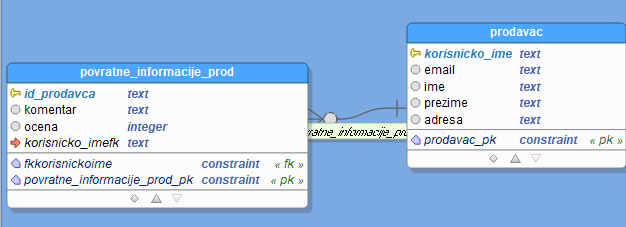 povratne_informacije_prod
id_prodavca text
komentar text
ocena integer
korisnicko_imefk text
fkkorisnickoime constraint « fk »
povratne_informacije_prod_pk constraint « pk »
prodavac
korisnicko_ime text
email text
ime text
prezime text
adresa text
prodavac_pk constraint « pk »